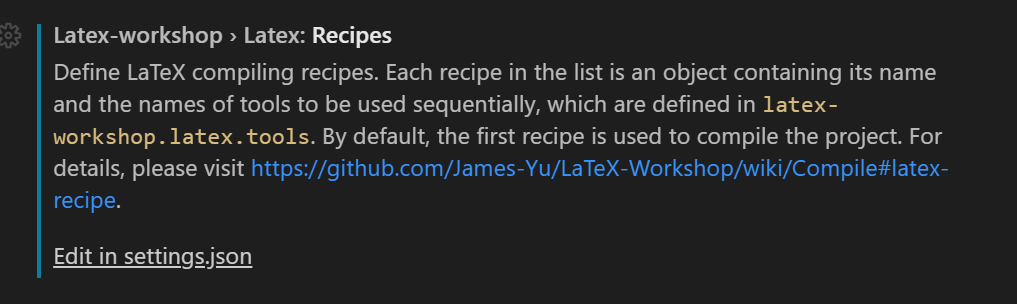 Latex-workshop › Latex: Recipes
Define LaTeX compiling recipes. Each recipe in the list is an object containing its name
and the names of tools to be used sequentially, which are defined in latex-
workshop.latex.tools. By default, the first recipe is used to compile the project. For
details, please visit https://github.com/James-Yu/LaTeX-Workshop/wiki/Compile#latex-
recipe.
Edit in settings.json